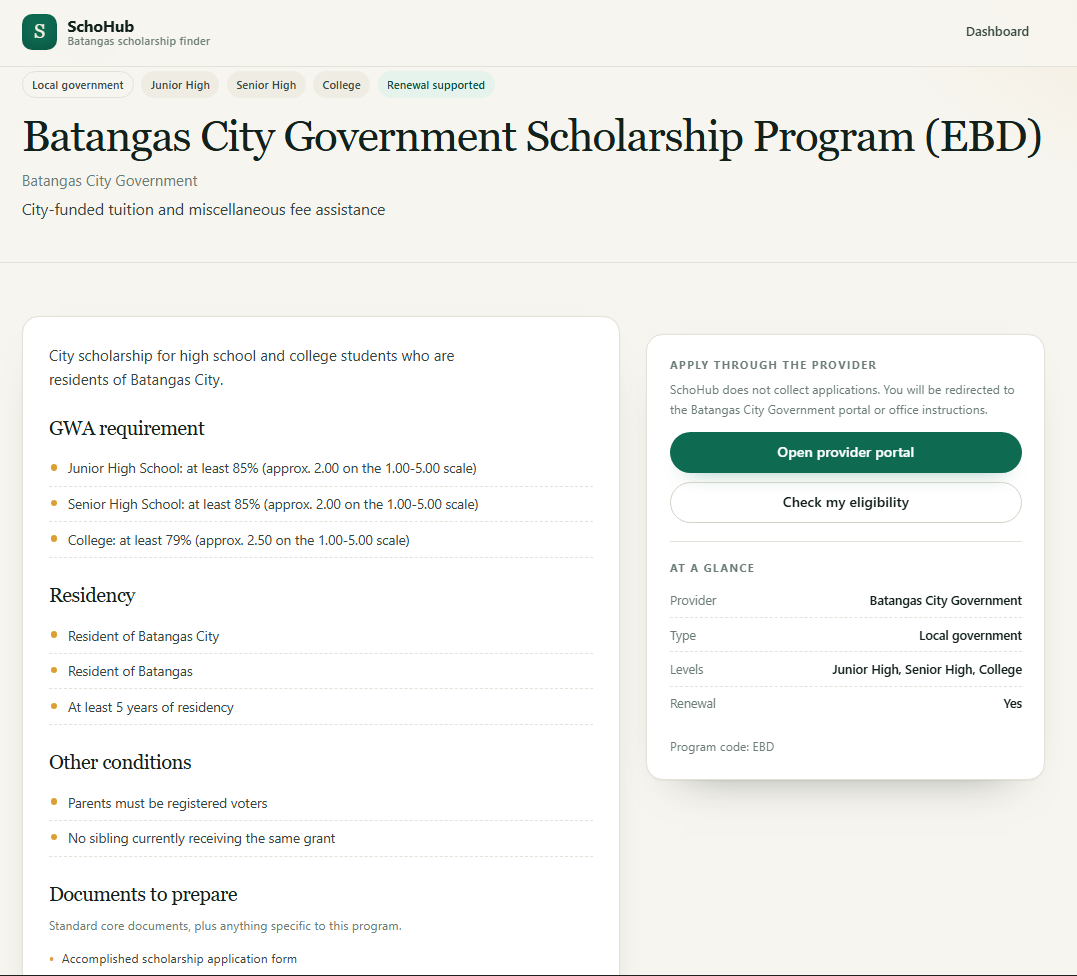 S
SchoHub
Batangas scholarship finder
Dashboard
Local government
Junior High
Senior High
College
Renewal supported
Batangas City Government Scholarship Program (EBD)
Batangas City Government
City-funded tuition and miscellaneous fee assistance
City scholarship for high school and college students who are
residents of Batangas City.
GWA requirement
Junior High School: at least 85% (approx. 2.00 on the 1.00-5.00 scale)
Senior High School: at least 85% (approx. 2.00 on the 1.00-5.00 scale)
College: at least 79% (approx. 2.50 on the 1.00-5.00 scale)
Residency
Resident of Batangas City
Resident of Batangas
At least 5 years of residency
Other conditions
Parents must be registered voters
No sibling currently receiving the same grant
Documents to prepare
Standard core documents, plus anything specific to this program.
Accomplished scholarship application form
APPLY THROUGH THE PROVIDER
SchoHub does not collect applications. You will be redirected to
the Batangas City Government portal or office instructions.
Open provider portal
Check my eligibility
AT A GLANCE
Provider Batangas City Government
Type Local government
Levels Junior High, Senior High, College
Renewal Yes
Program code: EBD